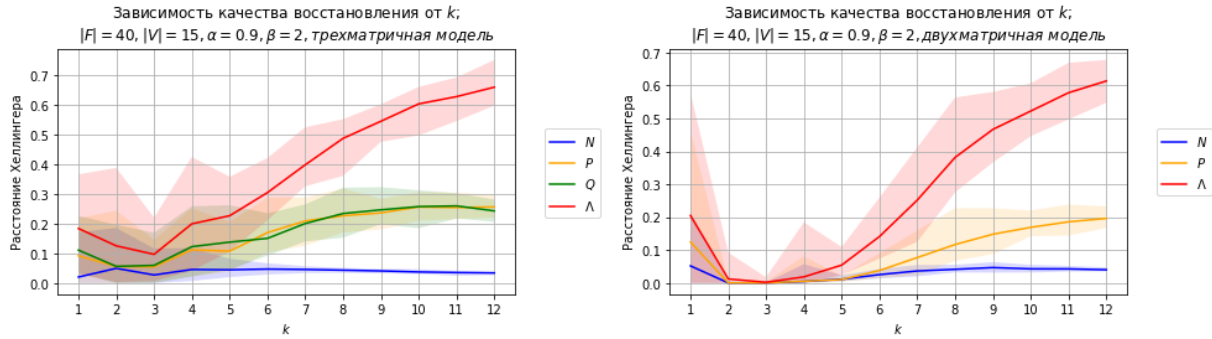 Зависимость качества восстановления от k;
|F| = 40, |V| = 15, α = 0.9, β = 2, трехматричная модель
Расстояние Хеллингера
0.7
0.6
0.5
0.4
0.3
0.2
0.1
0.0
1 2 3 4 5 6 7 8 9 10 11 12
k
N
P
Q
Λ
Зависимость качества восстановления от k;
|F| = 40, |V| = 15, α = 0.9, β = 2, двухматричная модель
Расстояние Хеллингера
0.7
0.6
0.5
0.4
0.3
0.2
0.1
0.0
1 2 3 4 5 6 7 8 9 10 11 12
k
N
P
Λ